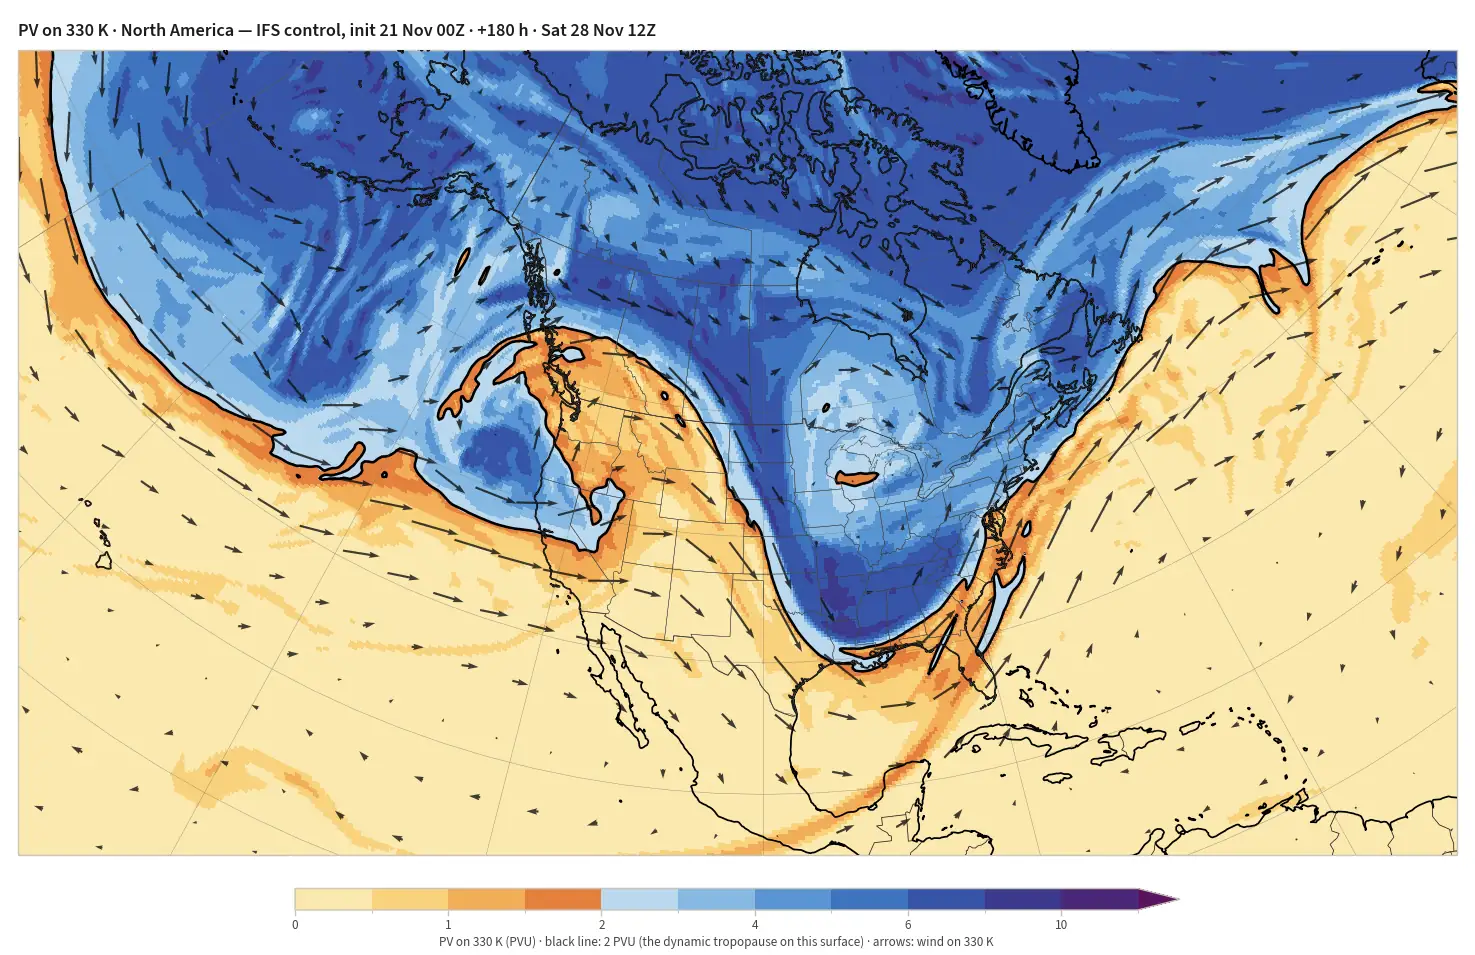 PV on 330 K · North America — IFS control, init 21 Nov 00Z · +180 h · Sat 28 Nov 12Z
0 1 2 4 6 10
PV on 330 K (PVU) · black line: 2 PVU (the dynamic tropopause on this surface) · arrows: wind on 330 K